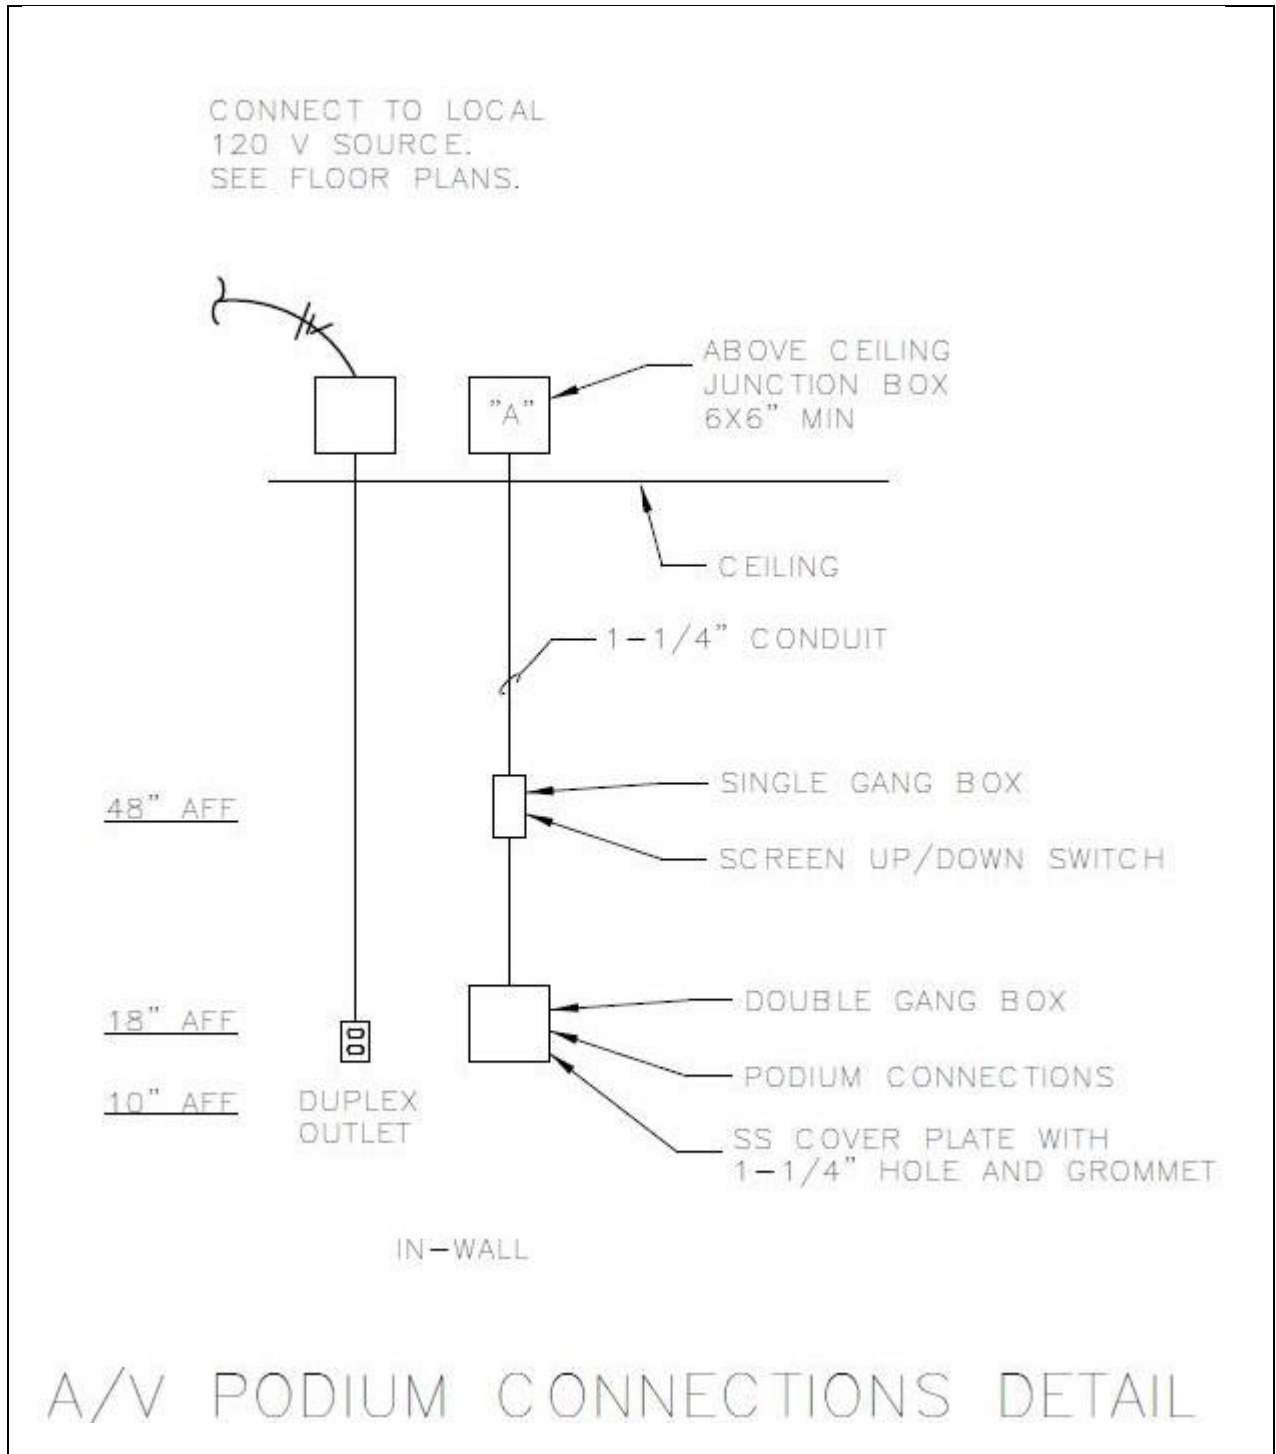 CONNECT TO LOCAL
120 V SOURCE.
SEE FLOOR PLANS.
"A"
ABOVE CEILING
JUNCTION BOX
6X6" MIN
CEILING
1-1/4" CONDUIT
48" AFF
SINGLE GANG BOX
SCREEN UP/DOWN SWITCH
18" AFF
10" AFF
DUPLEX
OUTLET
DOUBLE GANG BOX
PODIUM CONNECTIONS
SS COVER PLATE WITH
1-1/4" HOLE AND GROMMET
IN-WALL
A/V PODIUM CONNECTIONS DETAIL